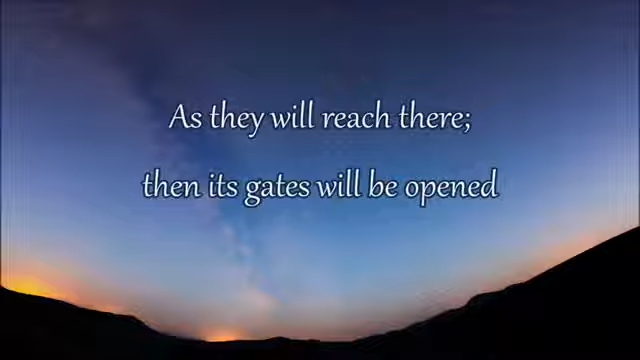 As they will reach there;
then its gates will be opened